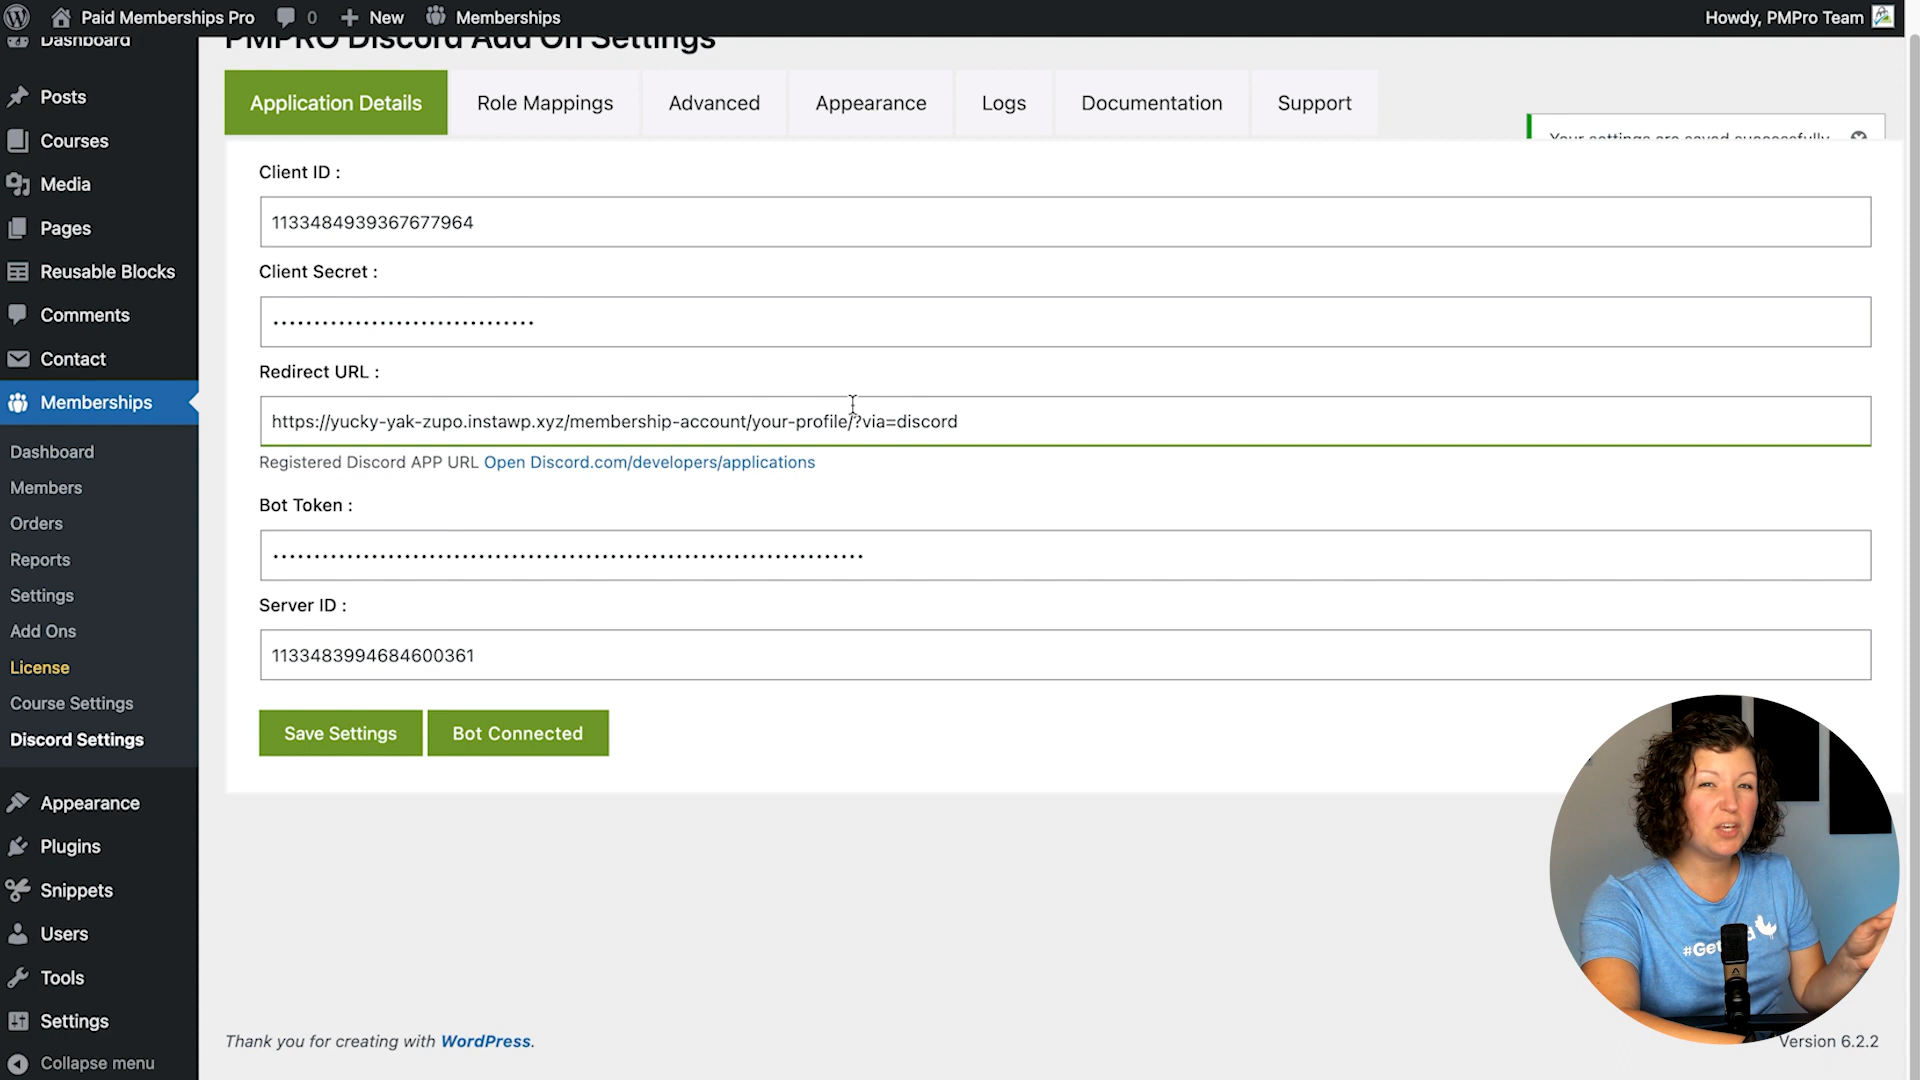 Paid Memberships Pro
0
New
Memberships
Howdy, PMPro Team
Dashboard
Posts
Courses
Media
Pages
Reusable Blocks
Comments
Contact
Memberships
Dashboard
Members
Orders
Reports
Settings
Add Ons
License
Course Settings
Discord Settings
Appearance
Plugins
Snippets
Users
Tools
Settings
Collapse menu
PMPRO Discord Add On Settings
Application Details
Role Mappings
Advanced
Appearance
Logs
Documentation
Support
Your settings are saved successfully.
Client ID :
1133484939367677964
Client Secret :
Redirect URL :
https://yucky-yak-zupo.instawp.xyz/membership-account/your-profile/?via=discord
Registered Discord APP URL Open Discord.com/developers/applications
Bot Token :
Server ID :
1133483994684600361
Save Settings
Bot Connected
Thank you for creating with WordPress.
Version 6.2.2